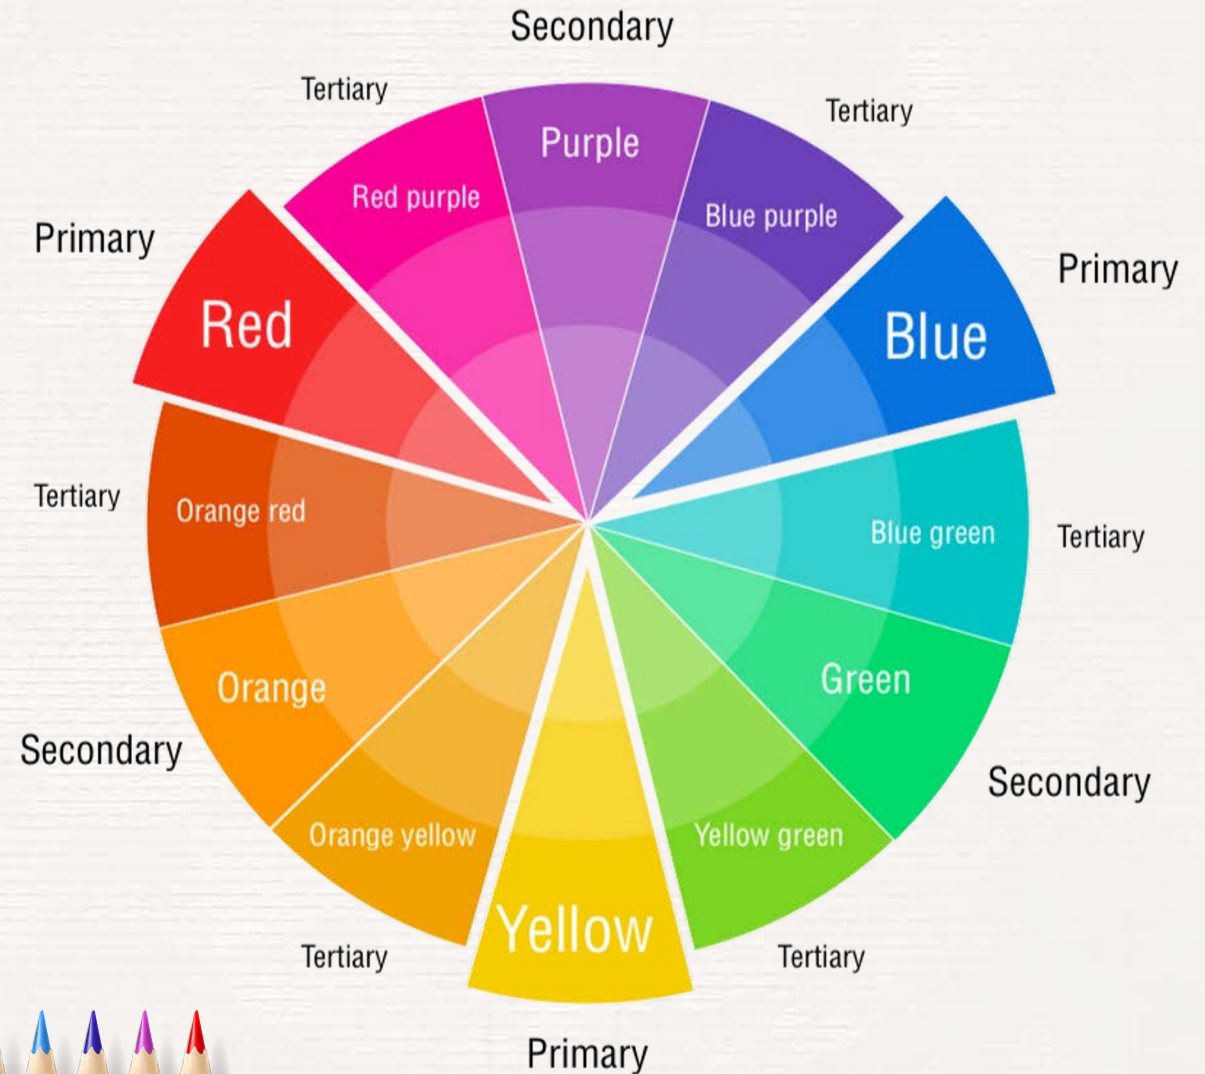 Secondary
Tertiary
Tertiary
Purple
Red purple
Blue purple
Primary
Primary
Red
Blue
Tertiary
Orange red
Blue green
Tertiary
Orange
Green
Secondary
Secondary
Orange yellow
Yellow green
Yellow
Tertiary
Tertiary
Primary